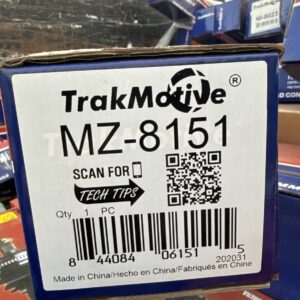 TrakMotive®
MZ-8151
SCAN FOR
TECH TIPS
Qty 1 PC
8 44084 06151 5
202031
Made in China/Hecho en China/Fabriqués en Chine